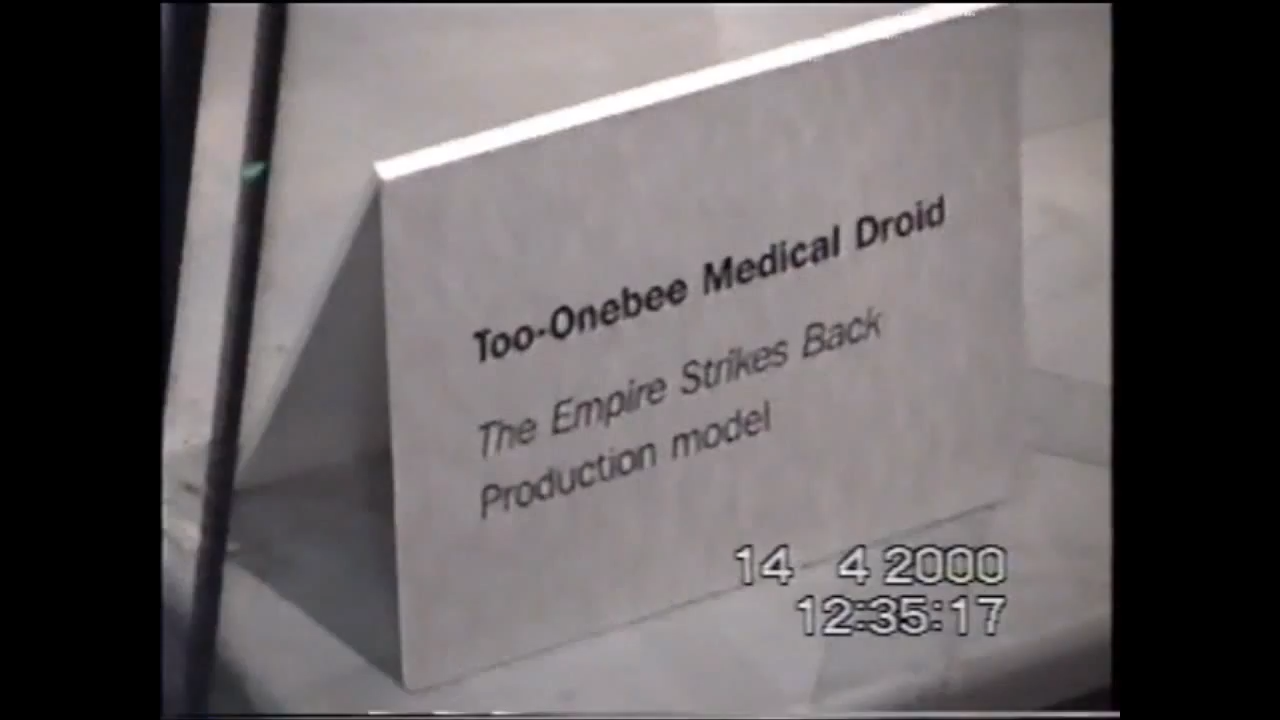 Too-Onebee Medical Droid
The Empire Strikes Back
Production model
14 4 2000
12:35:17